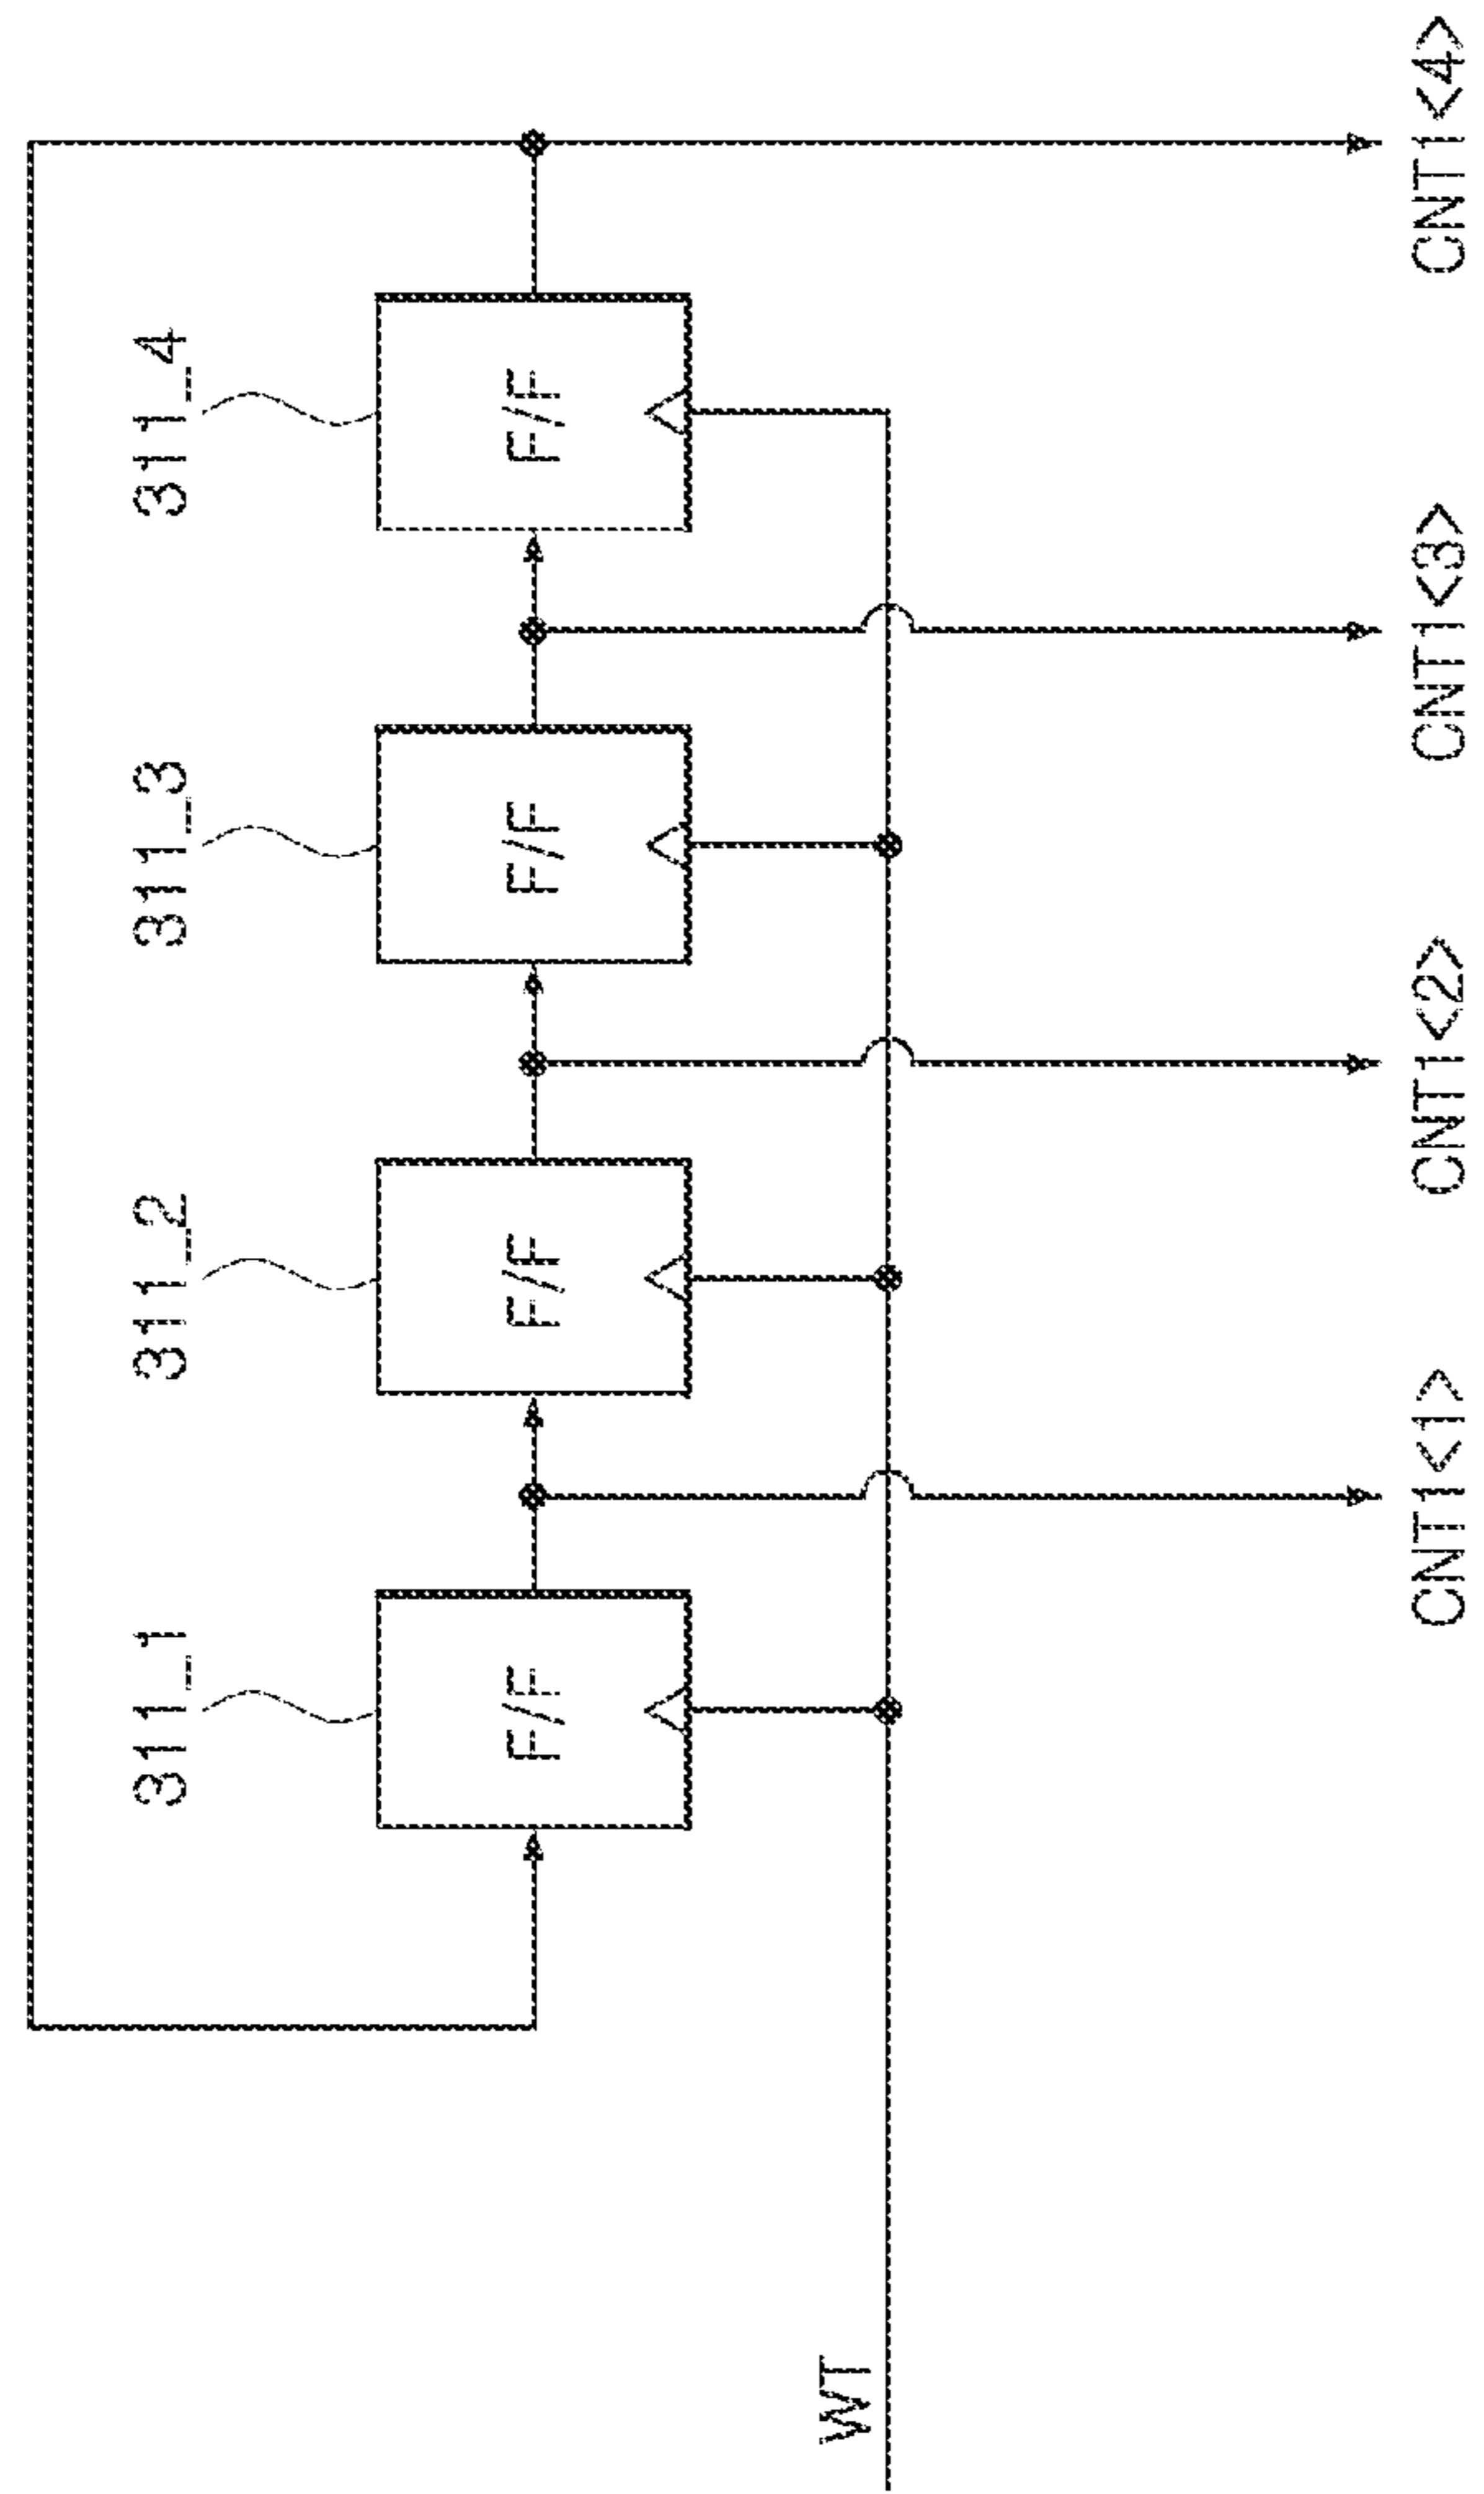 311_1
311_2
311_3
311_4
F/F
F/F
F/F
F/F
WT
CNT1<1>
CNT1<2>
CNT1<3>
CNT1<4>